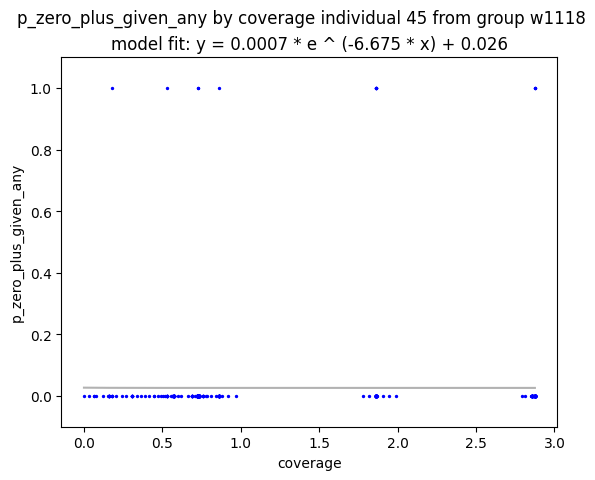 p_zero_plus_given_any by coverage individual 45 from group w1118
model fit: y = 0.0007 * e ^ (-6.675 * x) + 0.026
1.0
0.8
0.6
0.4
0.2
0.0
p_zero_plus_given_any
0.0 0.5 1.0 1.5 2.0 2.5 3.0
coverage